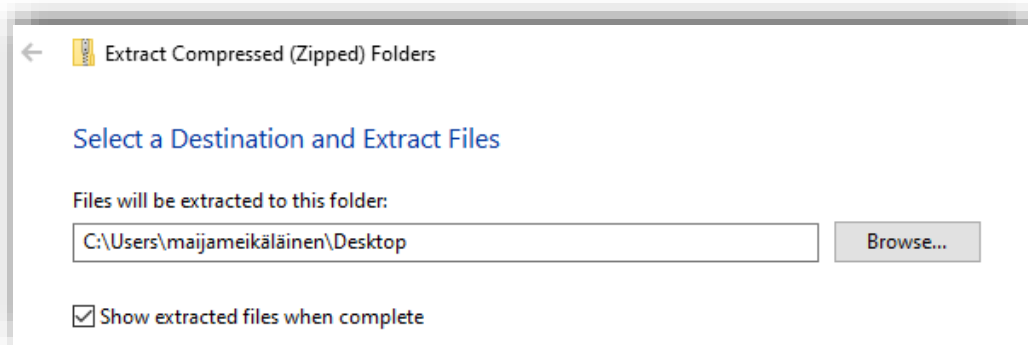 Extract Compressed (Zipped) Folders
Select a Destination and Extract Files
Files will be extracted to this folder:
C:\Users\maijameikäläinen\Desktop
Browse...
Show extracted files when complete